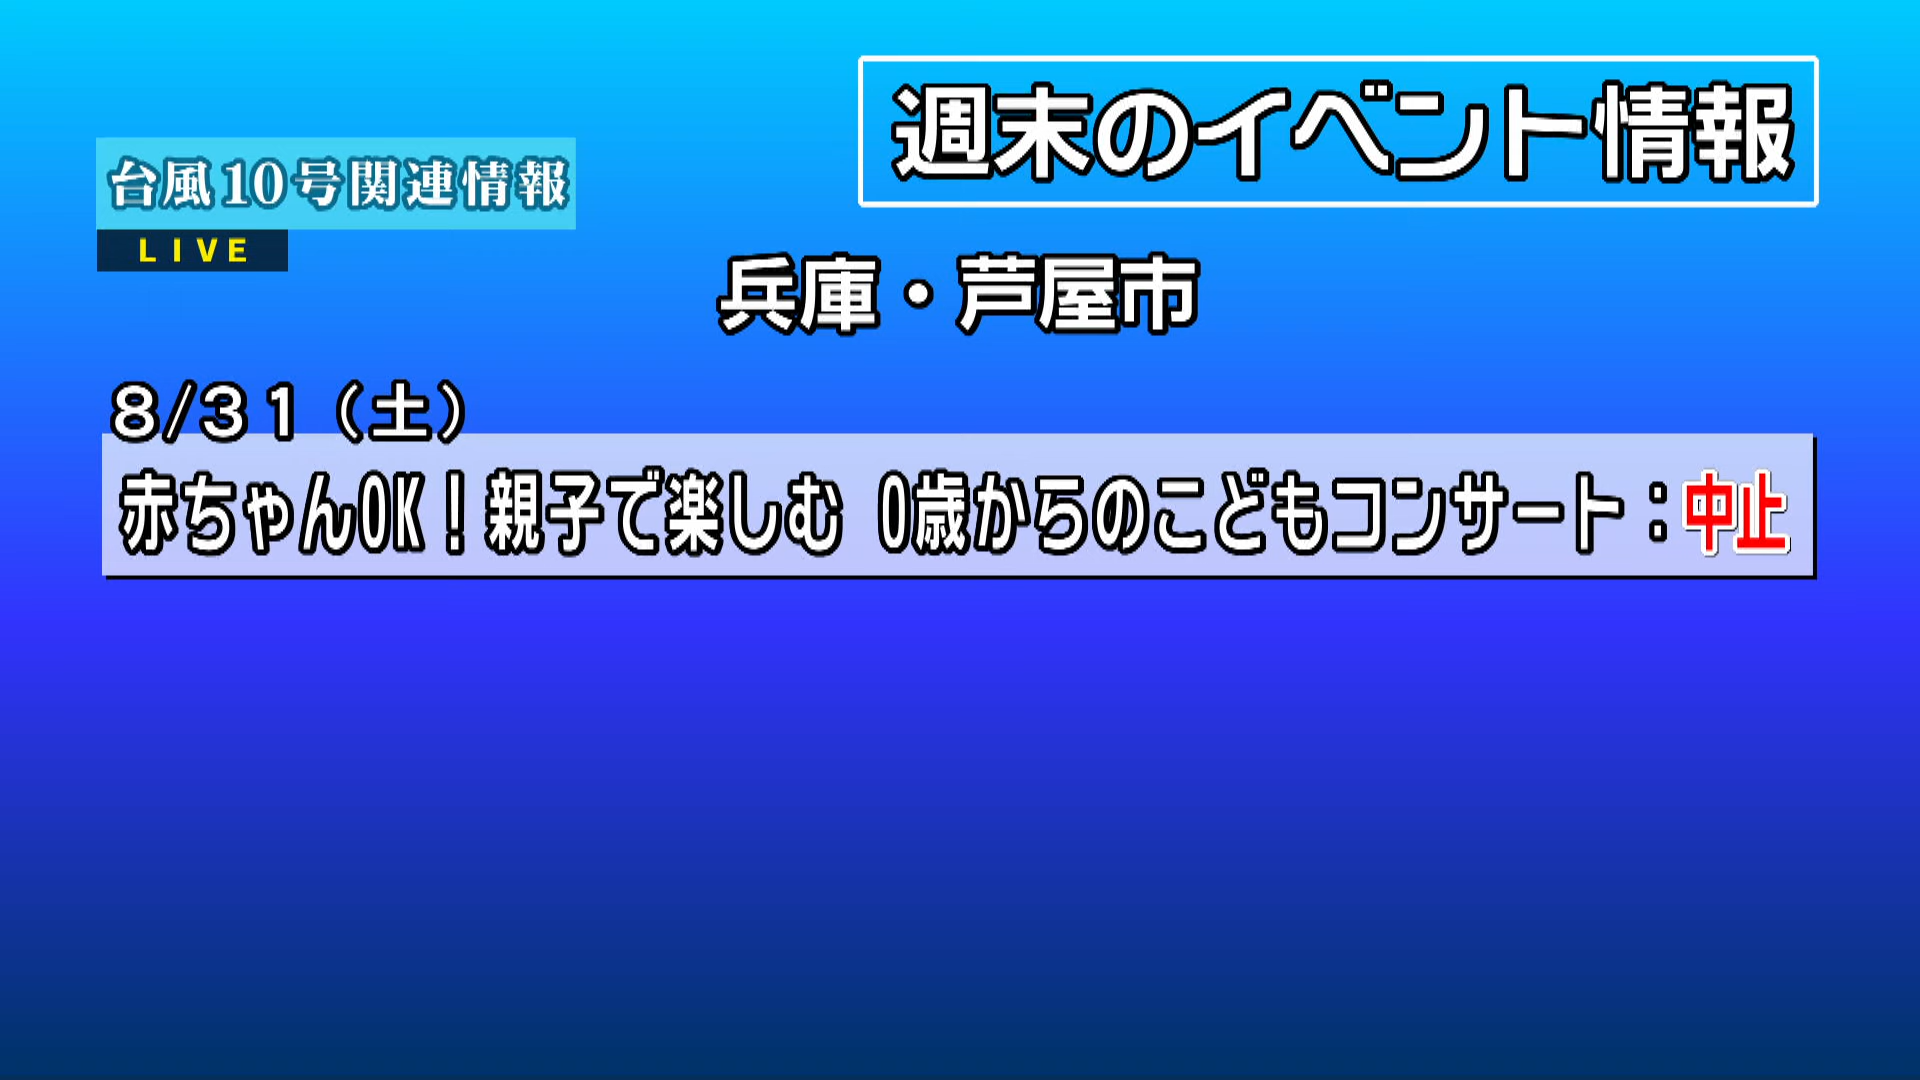 週末のイベント情報
台風10号関連情報
LIVE
兵庫・芦屋市
8/31（土）
赤ちゃんOK！親子で楽しむ 0歳からのこどもコンサート：中止